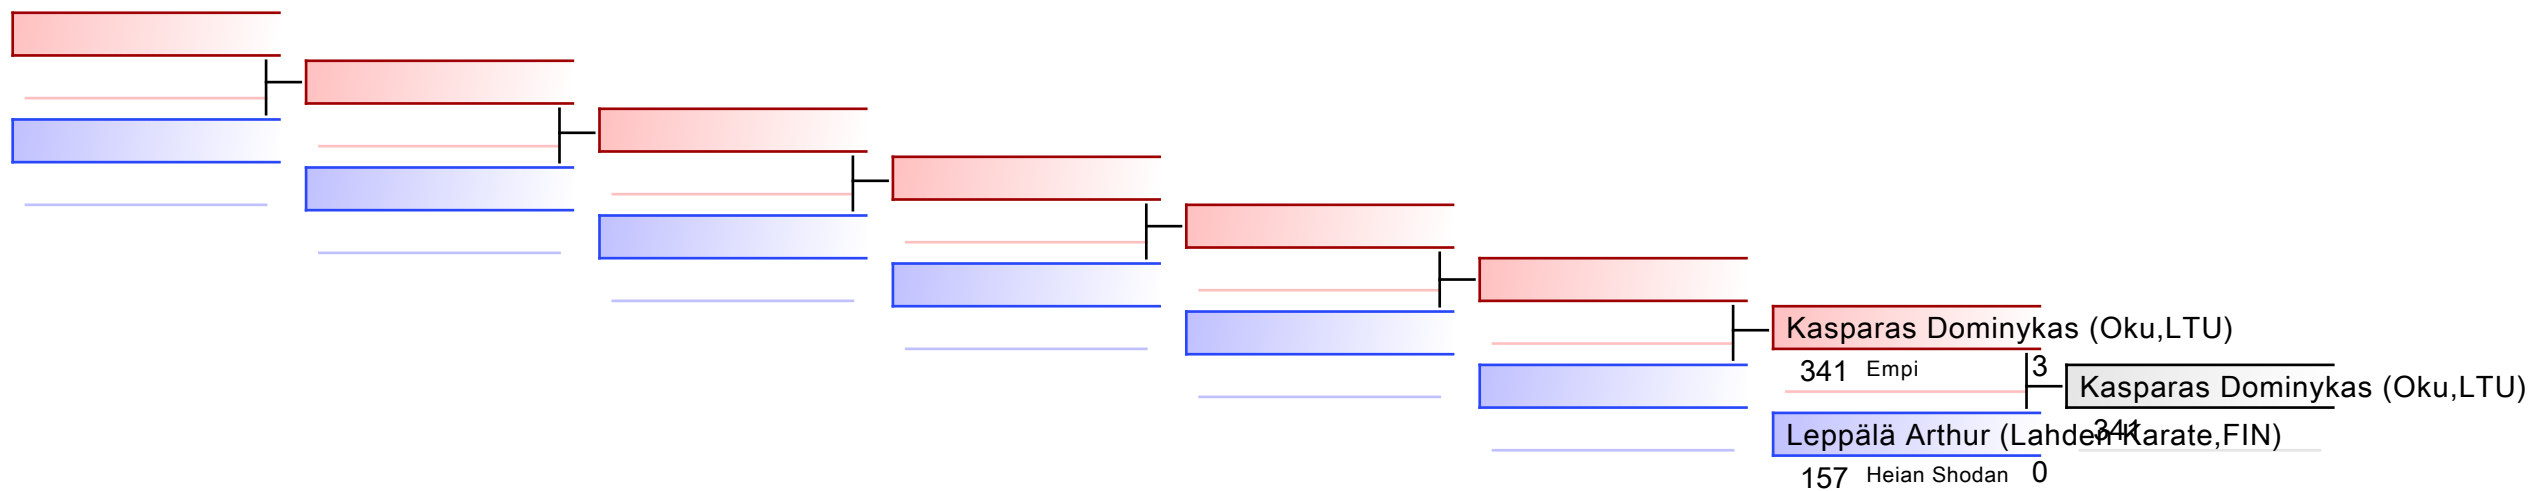 Kasparas Dominykas (Oku,LTU)
341 Empi 3
Kasparas Dominykas (Oku,LTU)
341
Leppälä Arthur (Lahden Karate,FIN)
157 Heian Shodan 0